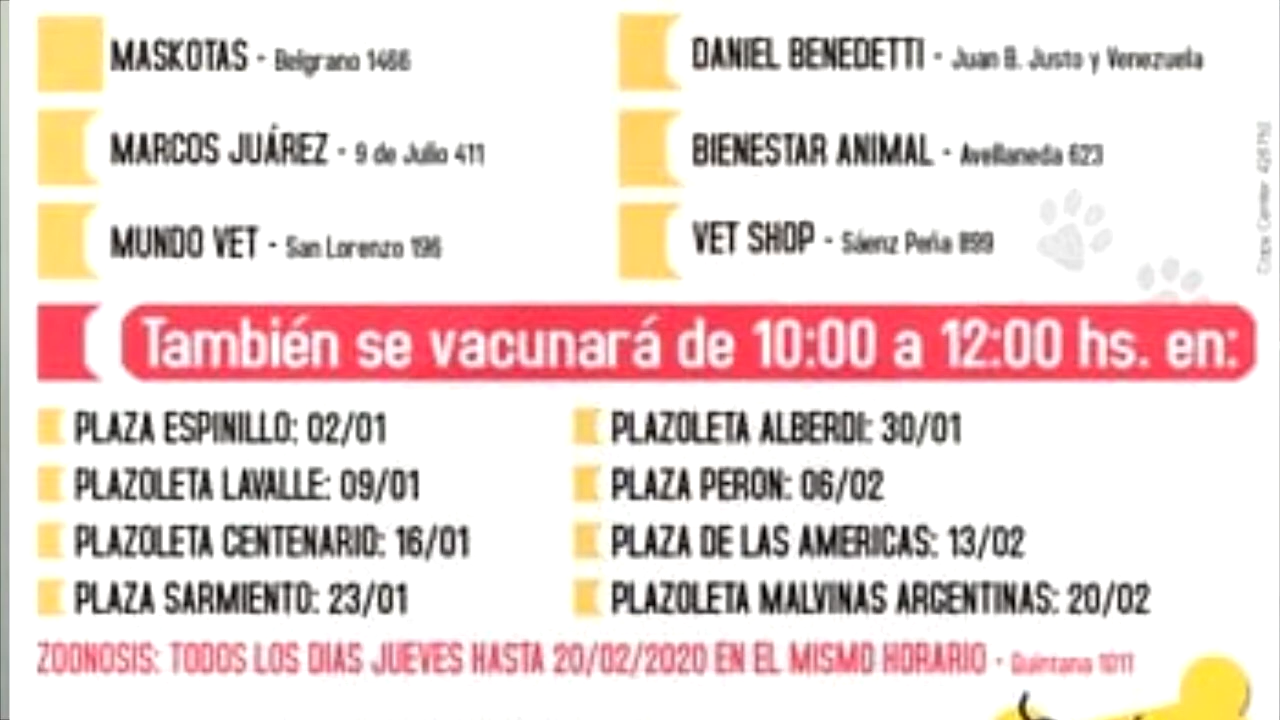 MASKOTAS - Belgrano 1466
DANIEL BENEDETTI - Juan B. Justo y Venezuela
MARCOS JUÁREZ - 9 de Julio 411
BIENESTAR ANIMAL - Avellaneda 623
MUNDO VET - San Lorenzo 196
VET SHOP - Sáenz Peña 899
También se vacunará de 10:00 a 12:00 hs. en:
PLAZA ESPINILLO: 02/01
PLAZOLETA ALBERDI: 30/01
PLAZOLETA LAVALLE: 09/01
PLAZA PERON: 06/02
PLAZOLETA CENTENARIO: 16/01
PLAZA DE LAS AMERICAS: 13/02
PLAZA SARMIENTO: 23/01
PLAZOLETA MALVINAS ARGENTINAS: 20/02
ZOONOSIS: TODOS LOS DIAS JUEVES HASTA 20/02/2020 EN EL MISMO HORARIO - Quintana 1011
Copy Center